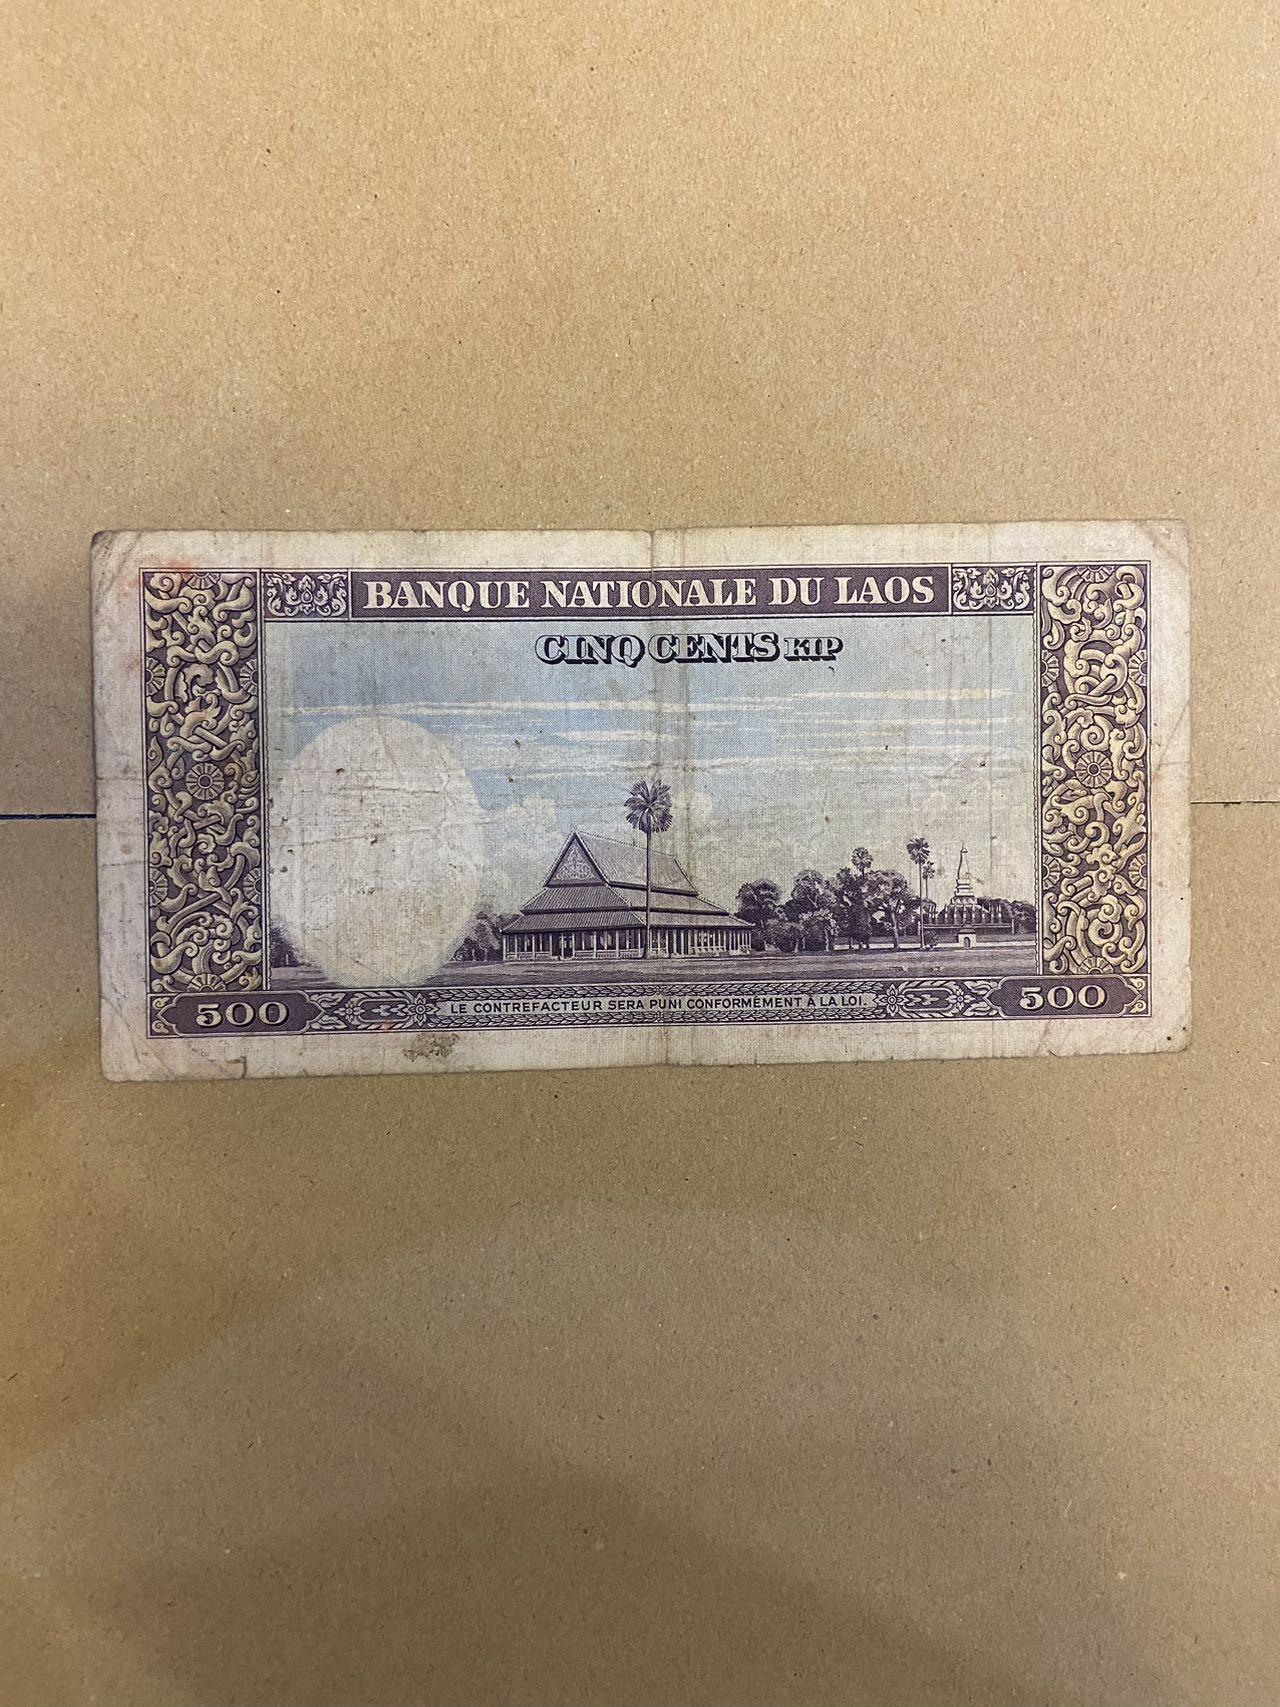 BANQUE NATIONALE DU LAOS
CINQ CENTS KIP
500 LE CONTREFACTEUR SERA PUNI CONFORMÉMENT À LA LOI. 500